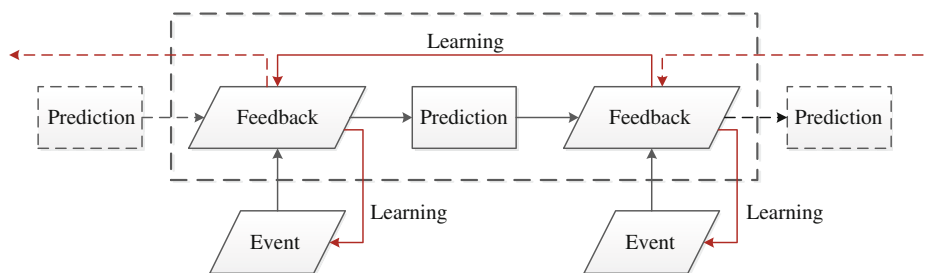 Learning
Prediction
Feedback
Prediction
Feedback
Prediction
Learning
Learning
Event
Event